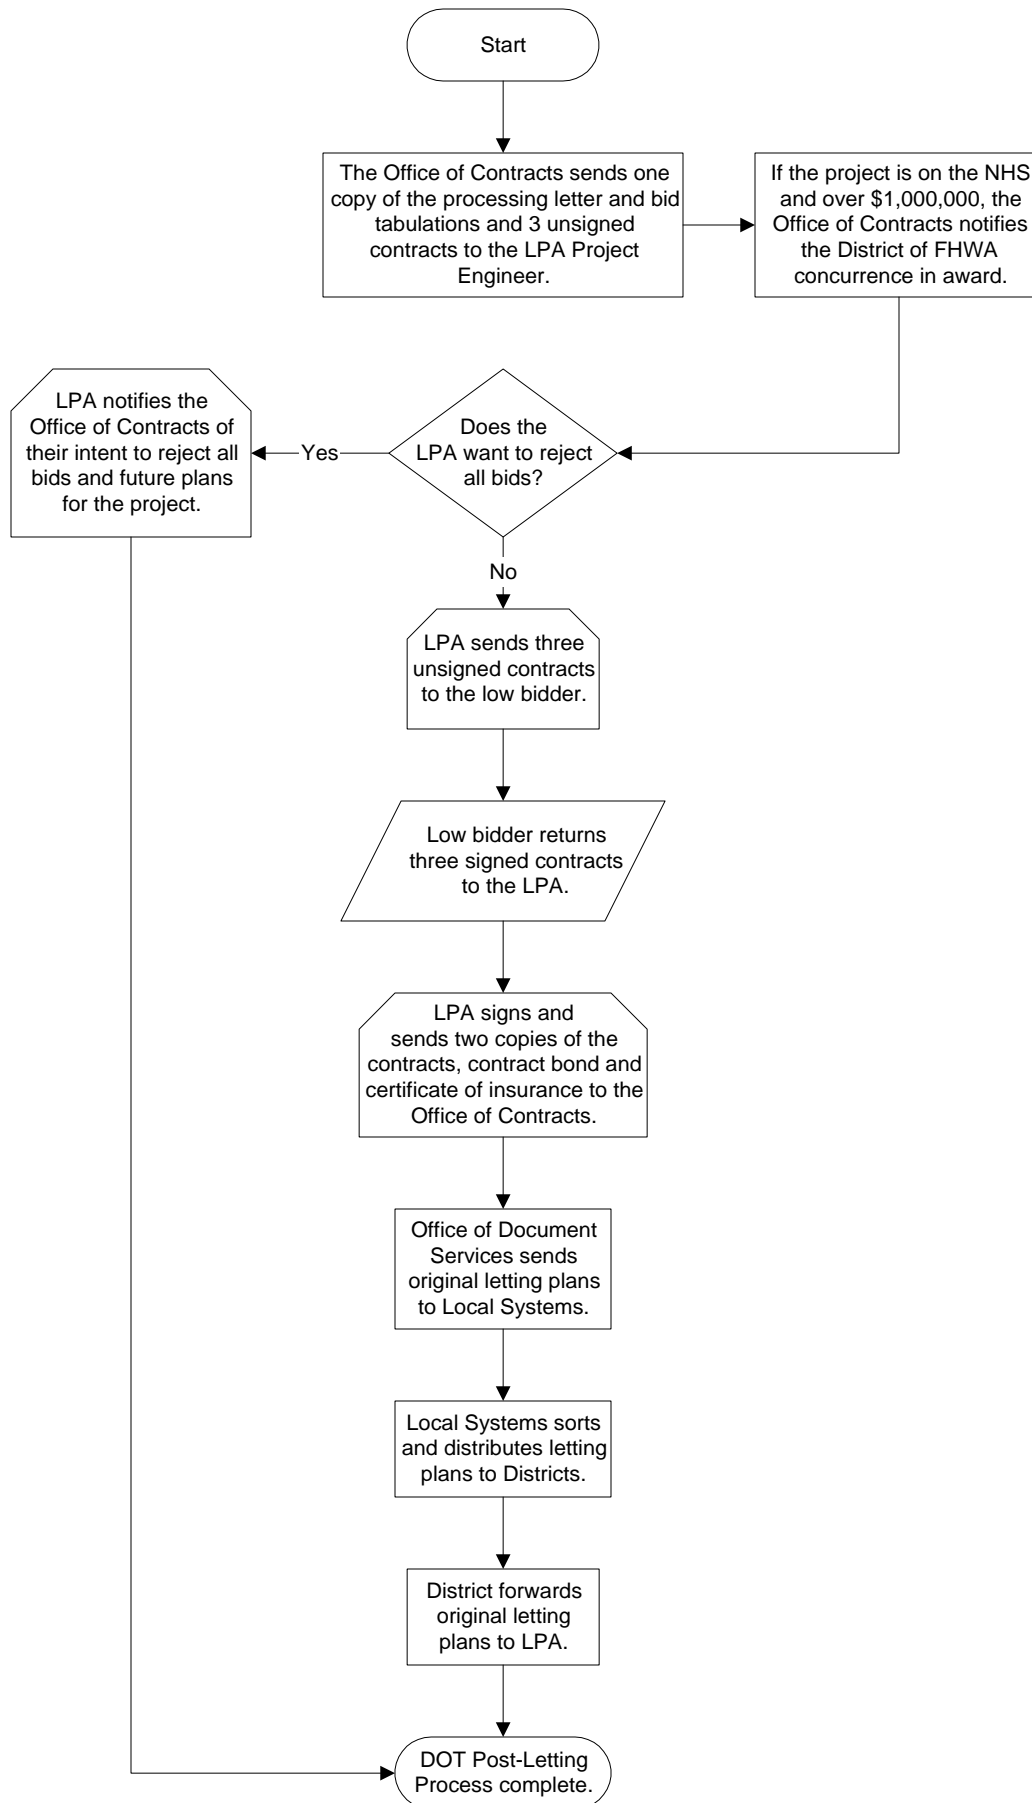 Start
The Office of Contracts sends one
copy of the processing letter and bid
tabulations and 3 unsigned
contracts to the LPA Project
Engineer.
If the project is on the NHS
and over $1,000,000, the
Office of Contracts notifies
the District of FHWA
concurrence in award.
LPA notifies the
Office of Contracts of
their intent to reject all
bids and future plans
for the project.
Yes
Does the
LPA want to reject
all bids?
No
LPA sends three
unsigned contracts
to the low bidder.
Low bidder returns
three signed contracts
to the LPA.
LPA signs and
sends two copies of the
contracts, contract bond and
certificate of insurance to the
Office of Contracts.
Office of Document
Services sends
original letting plans
to Local Systems.
Local Systems sorts
and distributes letting
plans to Districts.
District forwards
original letting
plans to LPA.
DOT Post-Letting
Process complete.